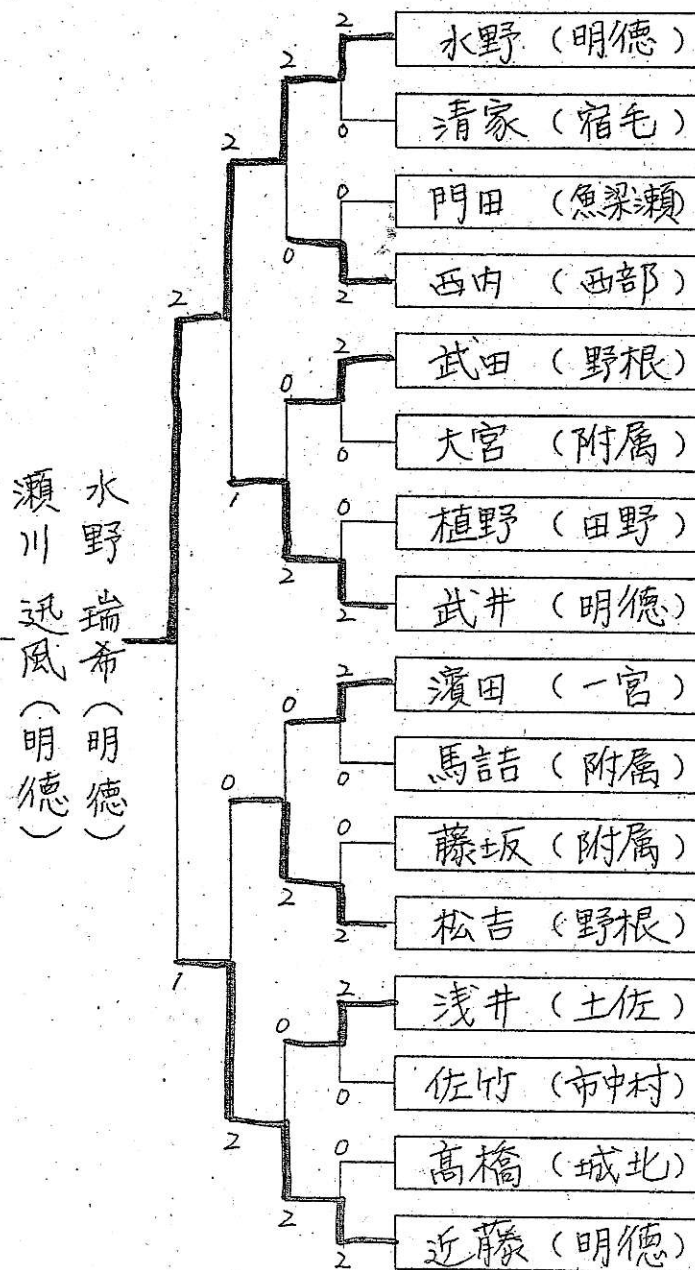 2
水野（明徳）
2
0
清家（宿毛）
2
0
門田（魚梁瀬）
0
2
西内（西部）
2
2
武田（野根）
0
0
大宮（附属）
1
0
植野（田野）
2
2
武井（明徳）
水野 瑞希（明徳）
瀬川 迅風（明徳）
2
濱田（一宮）
0
0
馬詰（附属）
0
0
藤坂（附属）
2
2
松吉（野根）
1
2
浅井（土佐）
0
0
佐竹（市中村）
2
0
高橋（城北）
2
2
近藤（明徳）